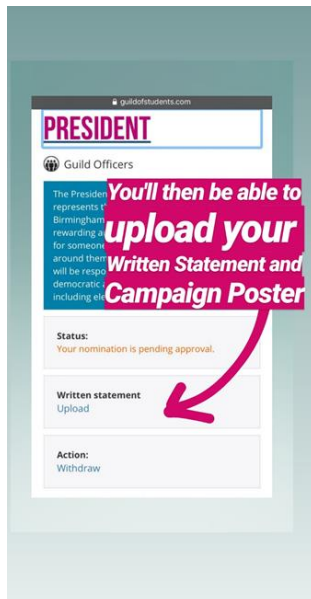 guildofstudents.com
PRESIDENT
Guild Officers
The Presiden
represents t
Birmingham
rewarding a
for someone
around them
will be respo
democratic a
including ele
You'll then be able to
upload your
Written Statement and
Campaign Poster
Status:
Your nomination is pending approval.
Written statement
Upload
Action:
Withdraw